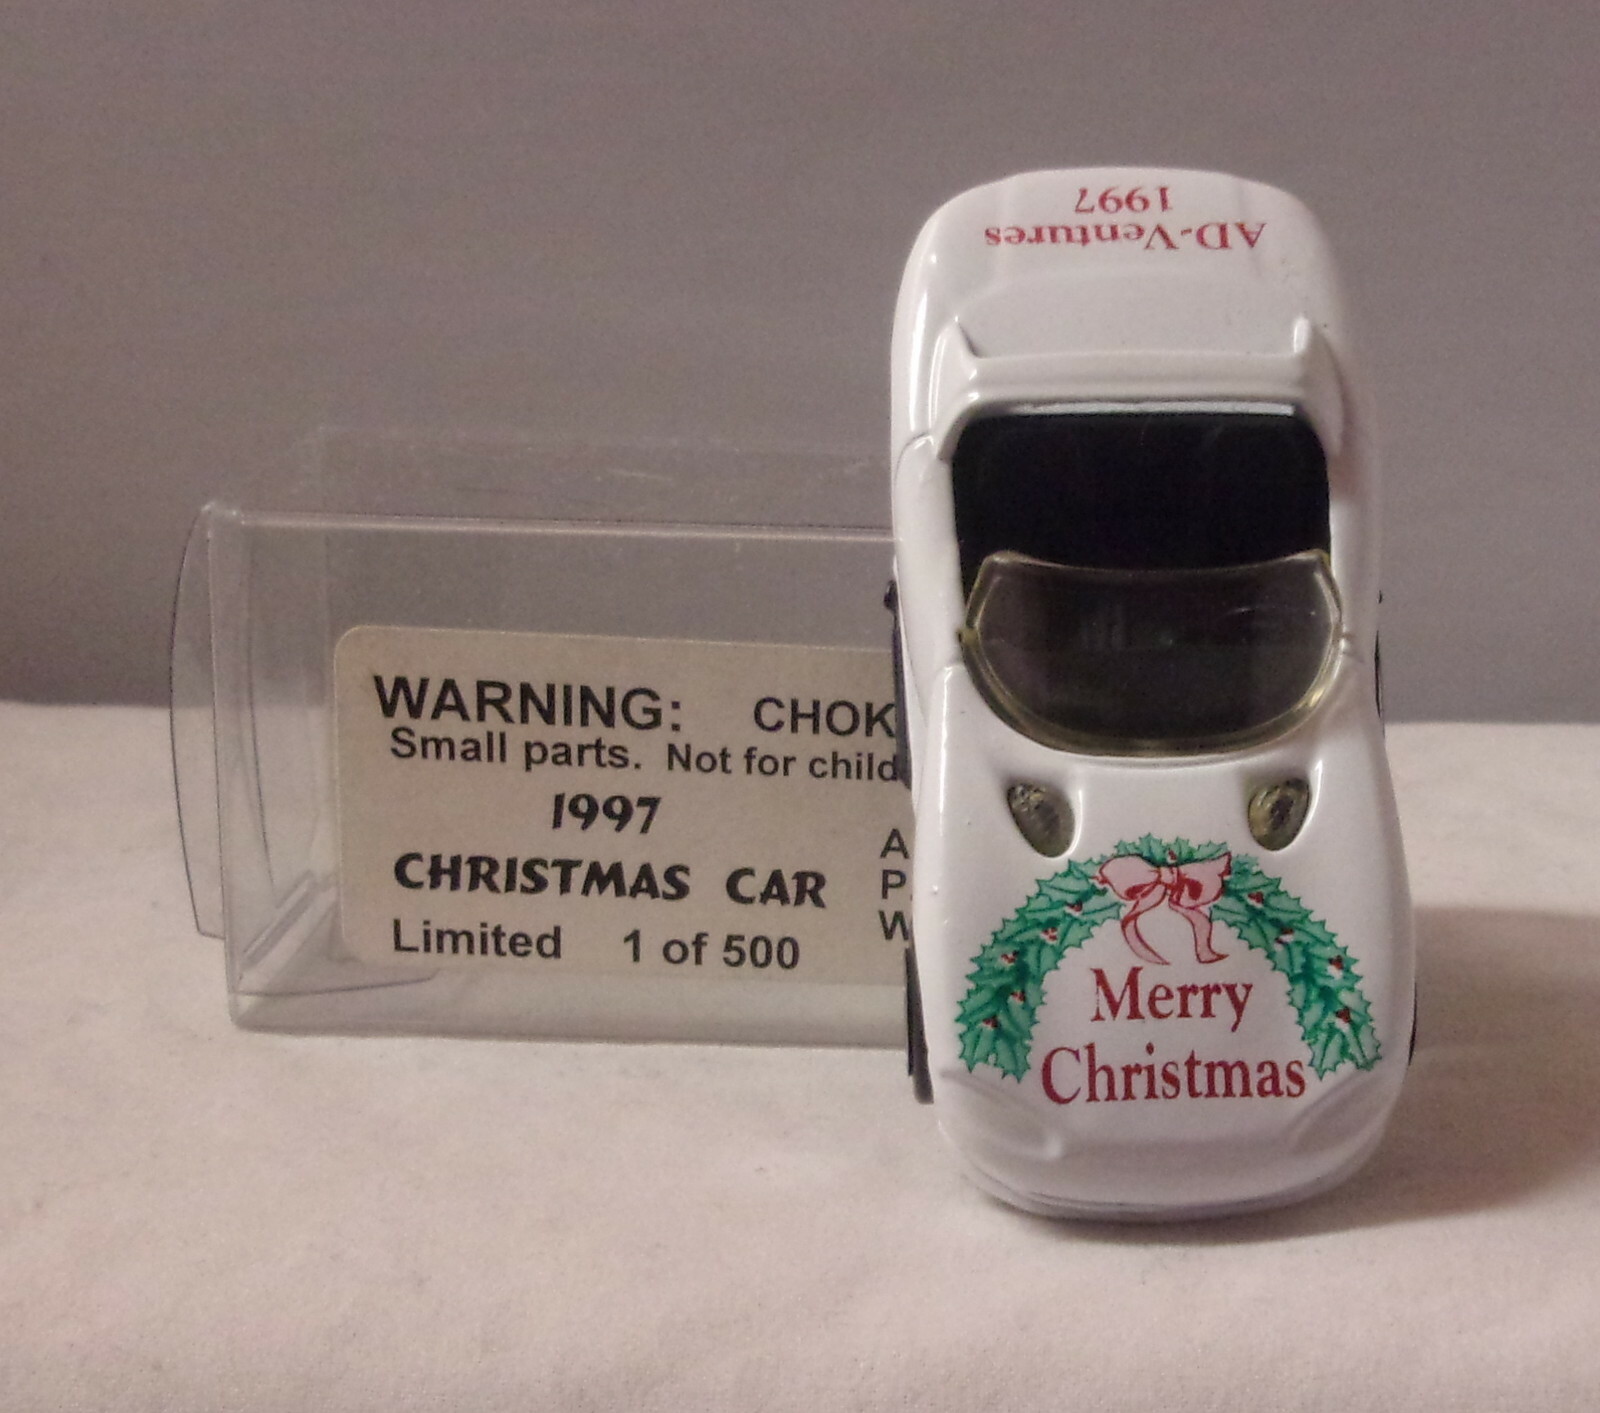 AD-Ventures
1997
WARNING: CHOK
Small parts. Not for child
1997
CHRISTMAS CAR
Limited 1 of 500
A
P
W
Merry
Christmas